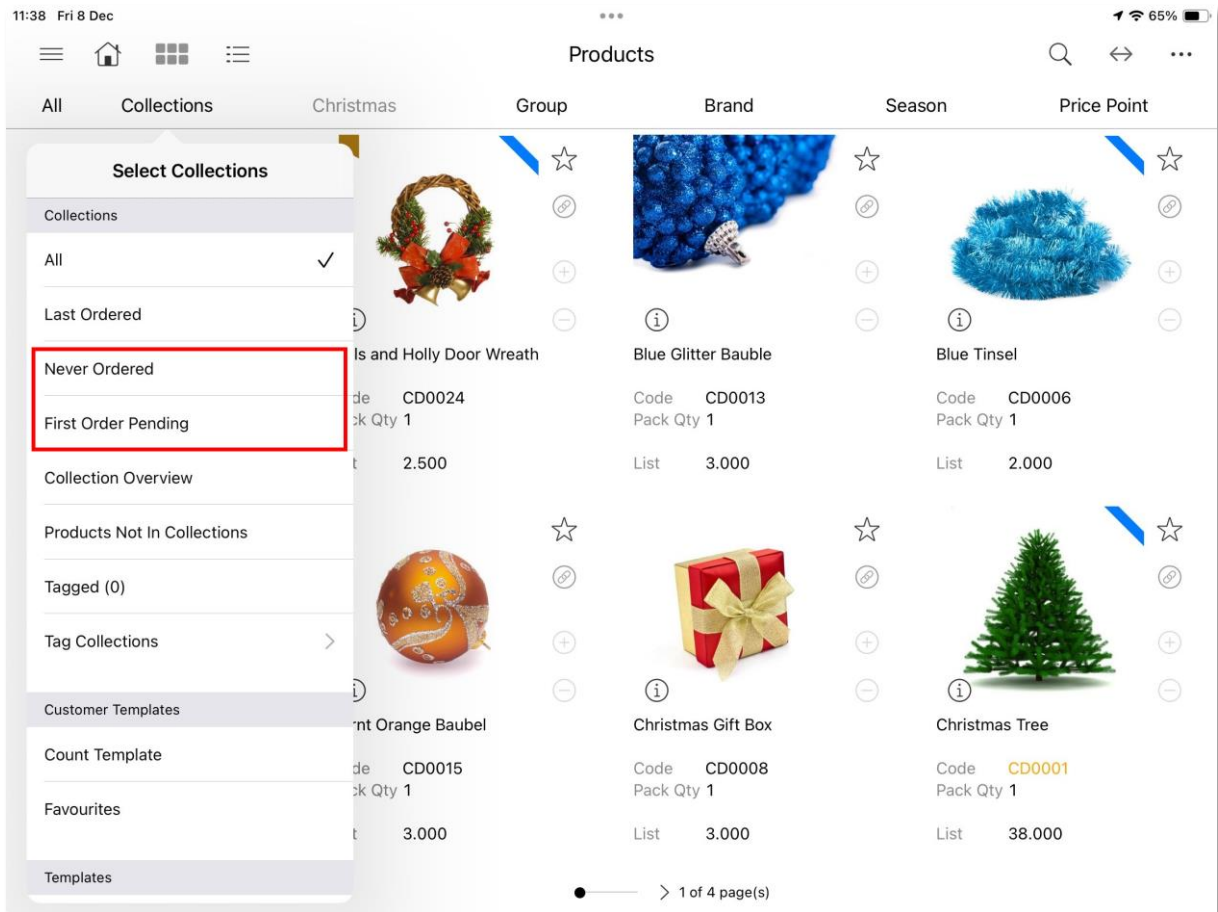 11:38 Fri 8 Dec
65%
Products
All Collections Christmas Group Brand Season Price Point
Select Collections
Collections
All
Last Ordered
Never Ordered
First Order Pending
Collection Overview
Products Not In Collections
Tagged (0)
Tag Collections
Customer Templates
Count Template
Favourites
Templates
ls and Holly Door Wreath
de CD0024
ck Qty 1
t 2.500
Blue Glitter Bauble
Code CD0013
Pack Qty 1
List 3.000
Blue Tinsel
Code CD0006
Pack Qty 1
List 2.000
rnt Orange Baubel
de CD0015
ck Qty 1
t 3.000
Christmas Gift Box
Code CD0008
Pack Qty 1
List 3.000
Christmas Tree
Code CD0001
Pack Qty 1
List 38.000
1 of 4 page(s)